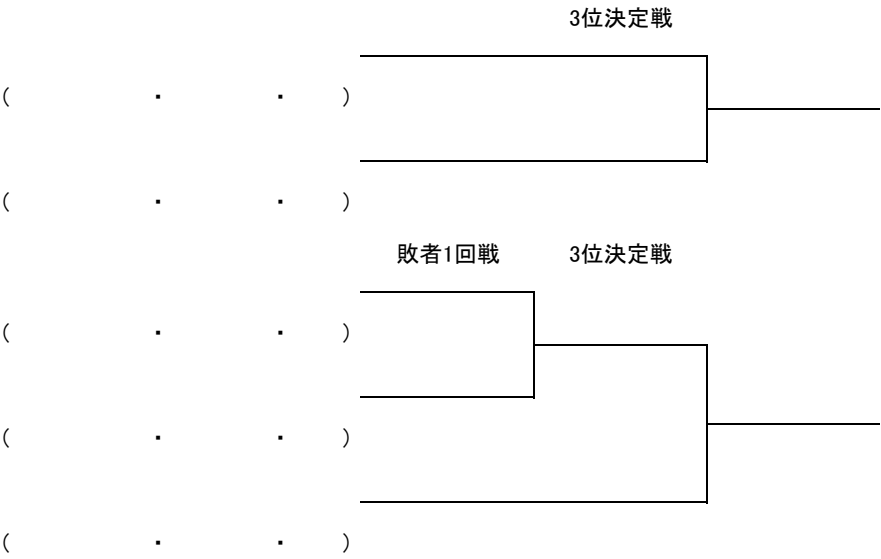 3位決定戦
(　　　・　　　・　　)
(　　　・　　　・　　)
敗者1回戦　3位決定戦
(　　　・　　　・　　)
(　　　・　　　・　　)
(　　　・　　　・　　)